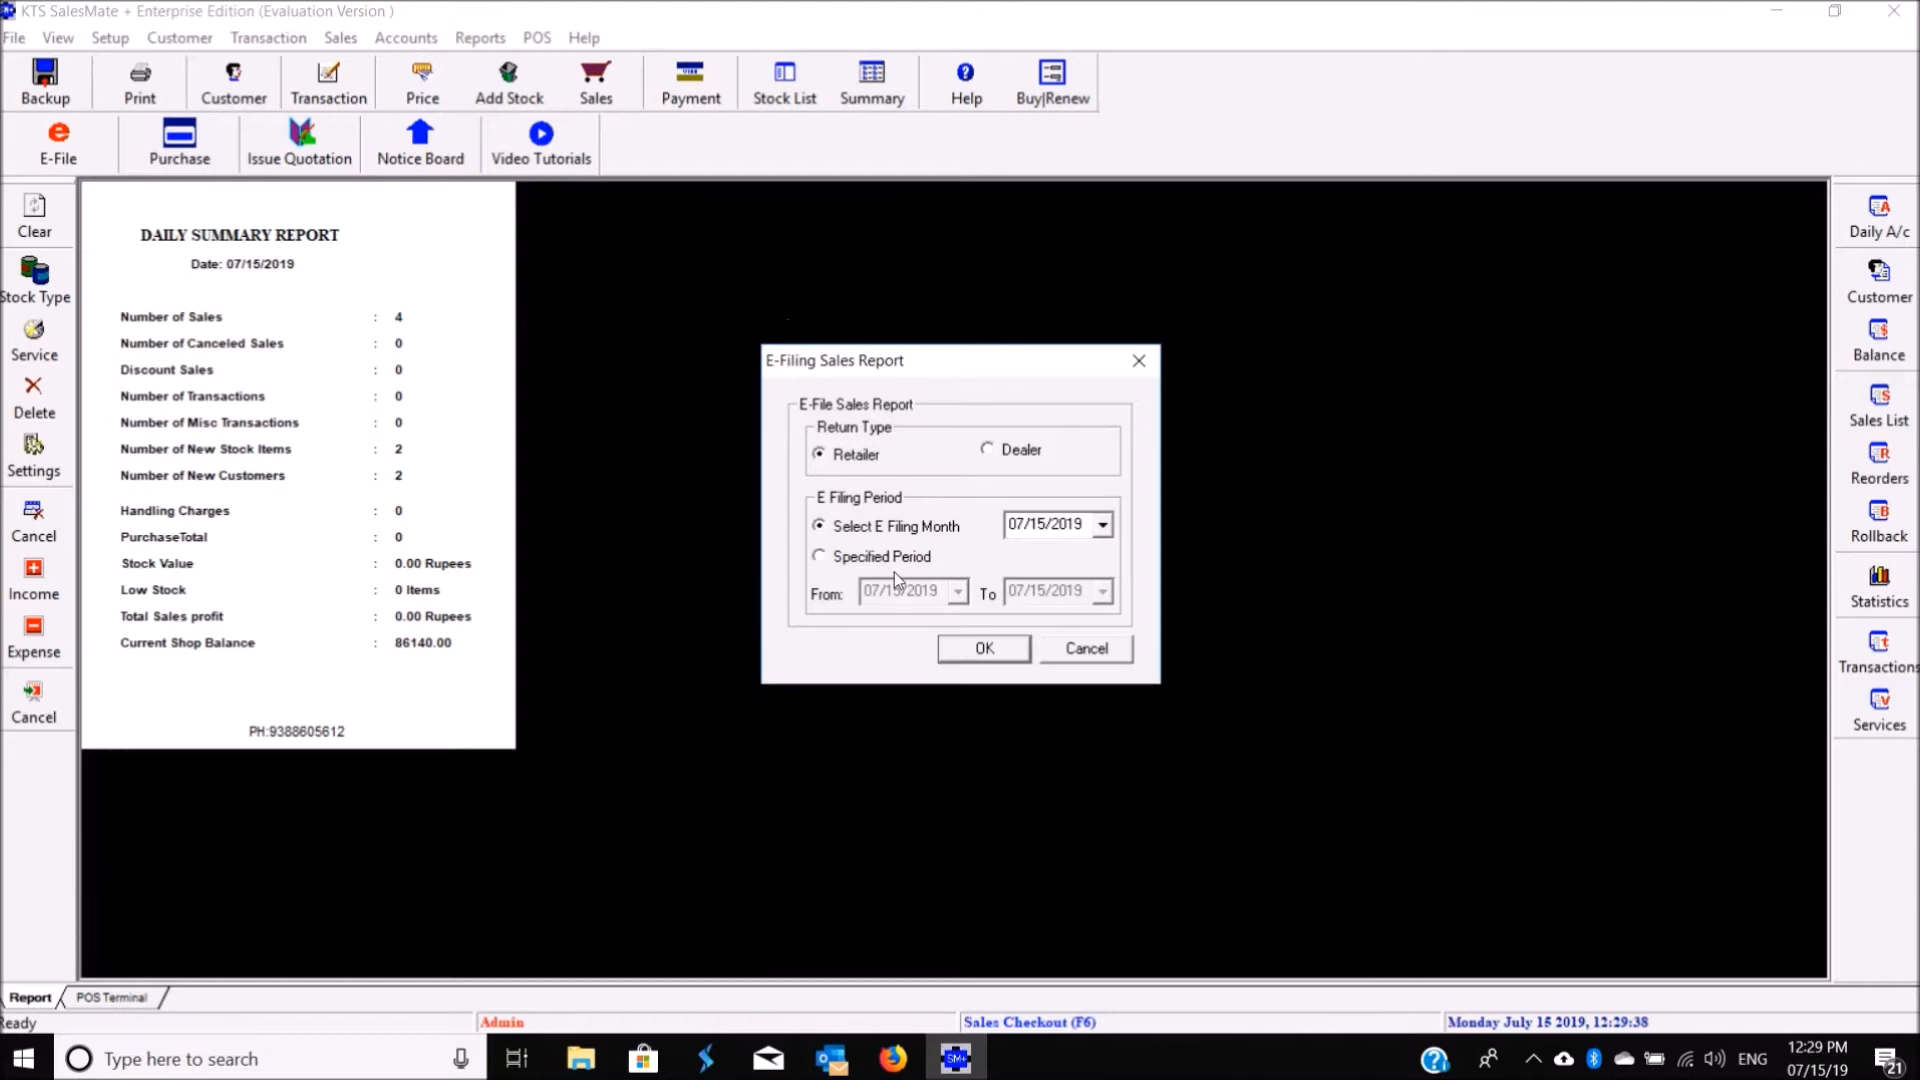 KTS SalesMate + Enterprise Edition (Evaluation Version )
File View Setup Customer Transaction Sales Accounts Reports POS Help
Backup Print Customer Transaction Price Add Stock Sales Payment Stock List Summary Help Buy|Renew
E-File Purchase Issue Quotation Notice Board Video Tutorials
Clear
Stock Type
Service
Delete
Settings
Cancel
Income
Expense
Cancel
DAILY SUMMARY REPORT
Date: 07/15/2019
Number of Sales : 4
Number of Canceled Sales : 0
Discount Sales : 0
Number of Transactions : 0
Number of Misc Transactions : 0
Number of New Stock Items : 2
Number of New Customers : 2
Handling Charges : 0
PurchaseTotal : 0
Stock Value : 0.00 Rupees
Low Stock : 0 Items
Total Sales profit : 0.00 Rupees
Current Shop Balance : 86140.00
PH:9388605612
E-Filing Sales Report
E-File Sales Report
Return Type
Retailer Dealer
E Filing Period
Select E Filing Month 07/15/2019
Specified Period
From: 07/15/2019 To 07/15/2019
OK Cancel
Daily A/c
Customer
Balance
Sales List
Reorders
Rollback
Statistics
Transactions
Services
Report POS Terminal
Ready Admin Sales Checkout (F6) Monday July 15 2019, 12:29:38
Type here to search SM+ ENG 12:29 PM
07/15/19 21